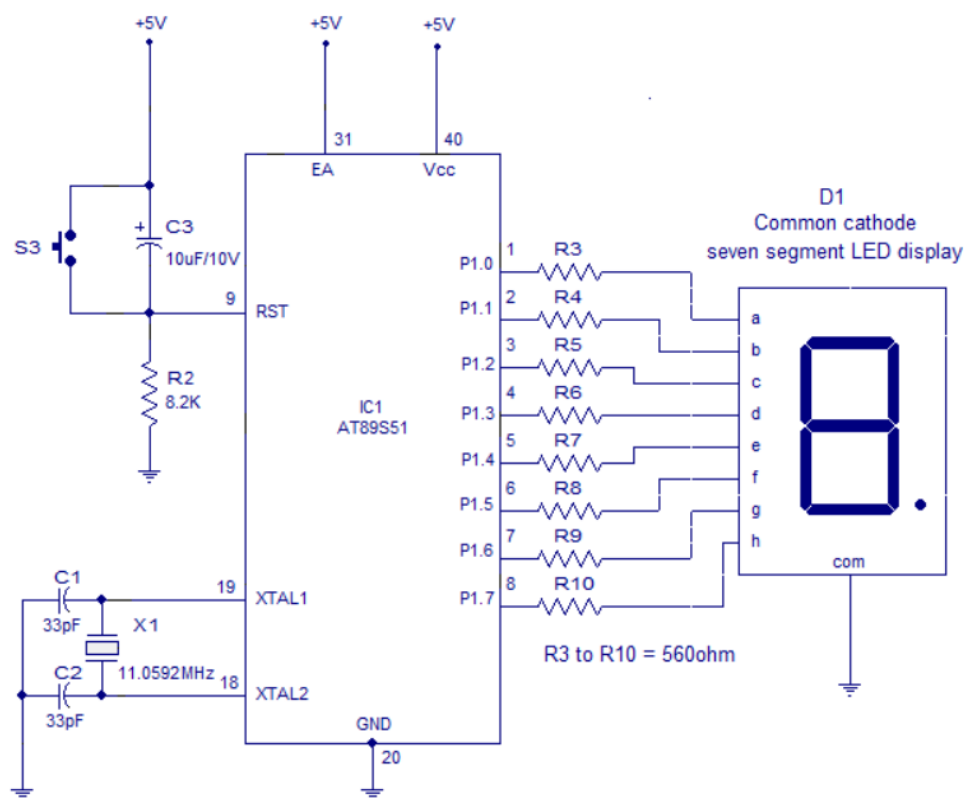 +5V
+5V
+5V
31
40
EA
Vcc
D1
Common cathode
seven segment LED display
S3
+
C3
10uF/10V
9
RST
R2
8.2K
IC1
AT89S51
P1.0
1
R3
a
P1.1
2
R4
b
P1.2
3
R5
c
P1.3
4
R6
d
P1.4
5
R7
e
P1.5
6
R8
f
P1.6
7
R9
g
P1.7
8
R10
h
com
C1
33pF
19
XTAL1
X1
11.0592MHz
C2
33pF
18
XTAL2
R3 to R10 = 560ohm
GND
20